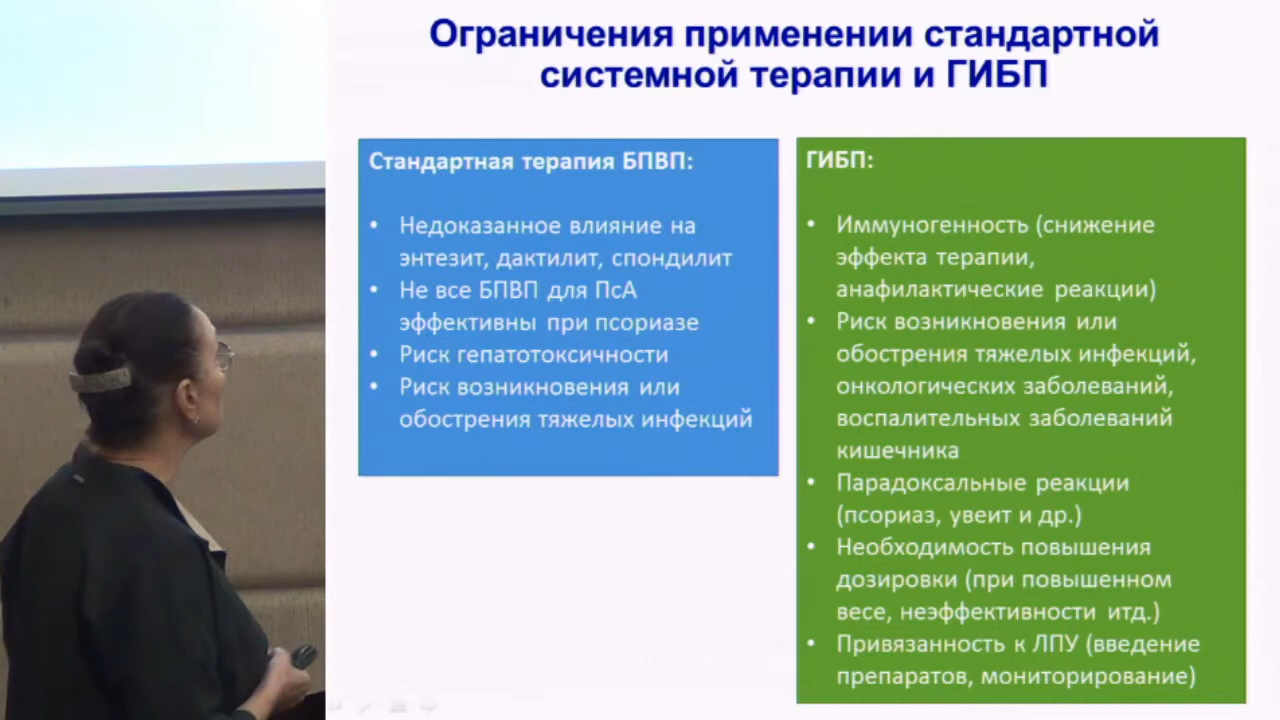 Ограничения применении стандартной
системной терапии и ГИБП
Стандартная терапия БПВП:
• Недоказанное влияние на
энтезит, дактилит, спондилит
• Не все БПВП для ПсА
эффективны при псориазе
• Риск гепатотоксичности
• Риск возникновения или
обострения тяжелых инфекций
ГИБП:
• Иммуногенность (снижение
эффекта терапии,
анафилактические реакции)
• Риск возникновения или
обострения тяжелых инфекций,
онкологических заболеваний,
воспалительных заболеваний
кишечника
• Парадоксальные реакции
(псориаз, увеит и др.)
• Необходимость повышения
дозировки (при повышенном
весе, неэффективности итд.)
• Привязанность к ЛПУ (введение
препаратов, мониторирование)